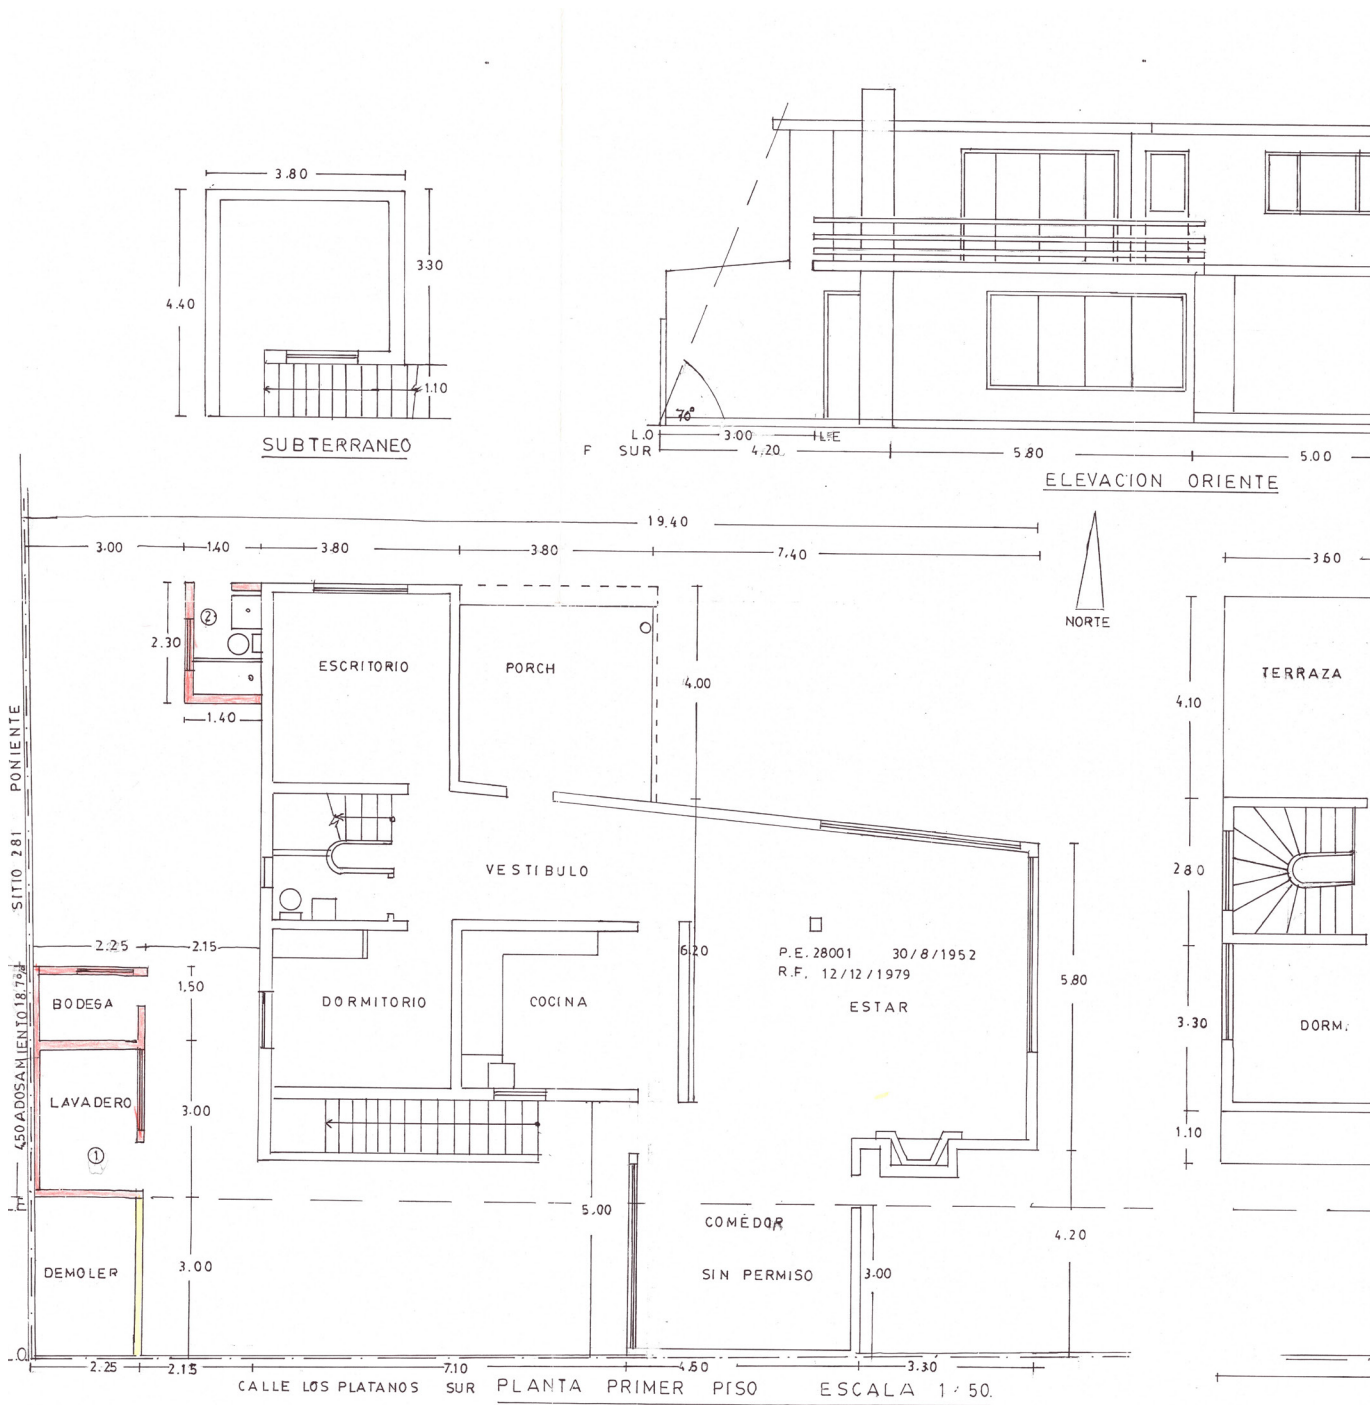 3.80
4.40
3.30
1.10
SUBTERRANEO
70°
L.O
3.00
L.E
F SUR
4.20
5.80
5.00
ELEVACION ORIENTE
19.40
3.00
1.40
3.80
3.80
7.40
3.60
NORTE
2
2.30
1.40
ESCRITORIO
PORCH
4.00
TERRAZA
4.10
SITIO 281 PONIENTE
VESTIBULO
2.80
2.25
2.15
6.20
P.E. 28001 30/8/1952
R.F. 12/12/1979
ESTAR
5.80
BODEGA
1.50
DORMITORIO
COCINA
3.30
DORM.
4.50 ADOSAMIENTO 18.7%
LAVADERO
3.00
1
1.10
5.00
COMEDOR
4.20
DEMOLER
3.00
SIN PERMISO
3.00
2.25
2.15
7.10
4.50
3.30
CALLE LOS PLATANOS SUR
PLANTA PRIMER PISO ESCALA 1:50.